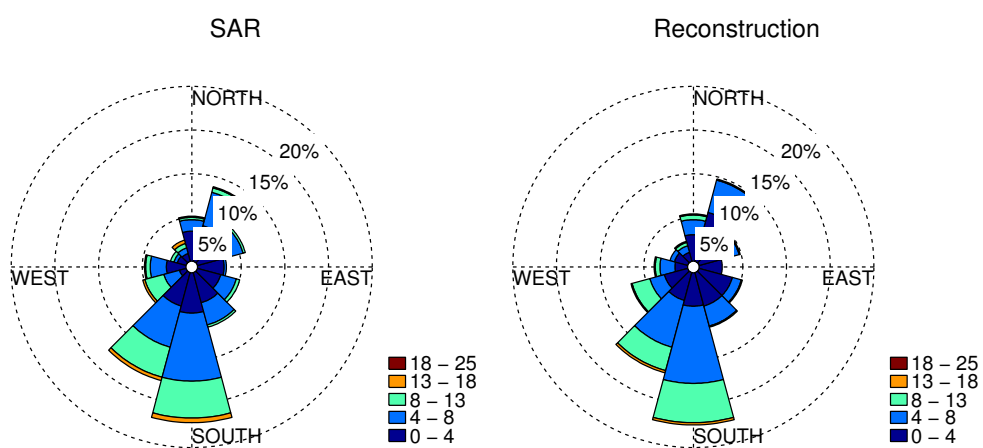 SAR
NORTH
20%
15%
10%
5%
WEST
EAST
SOUTH
18 – 25
13 – 18
8 – 13
4 – 8
0 – 4
Reconstruction
NORTH
20%
15%
10%
5%
WEST
EAST
SOUTH
18 – 25
13 – 18
8 – 13
4 – 8
0 – 4